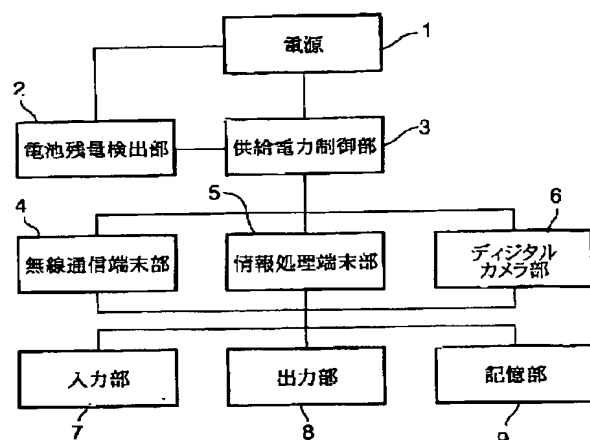 電源
1
2
電池残量検出部
供給電力制御部
3
4
無線通信端末部
5
情報処理端末部
6
ディジタル
カメラ部
入力部
7
出力部
8
記憶部
9